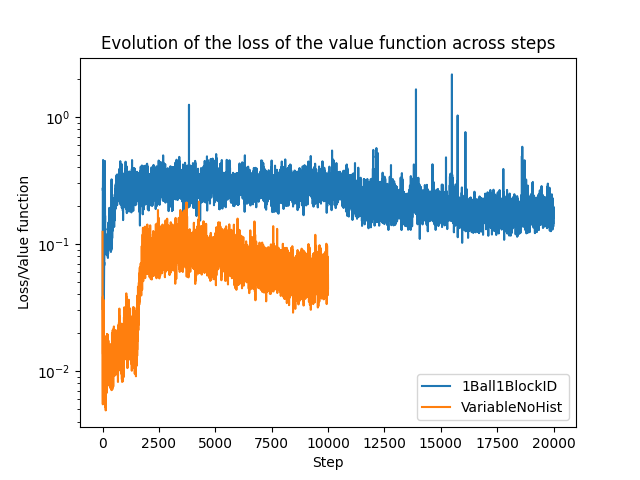 Evolution of the loss of the value function across steps
Loss/Value function
10⁰
10⁻¹
10⁻²
0 2500 5000 7500 10000 12500 15000 17500 20000
Step
1Ball1BlockID
VariableNoHist